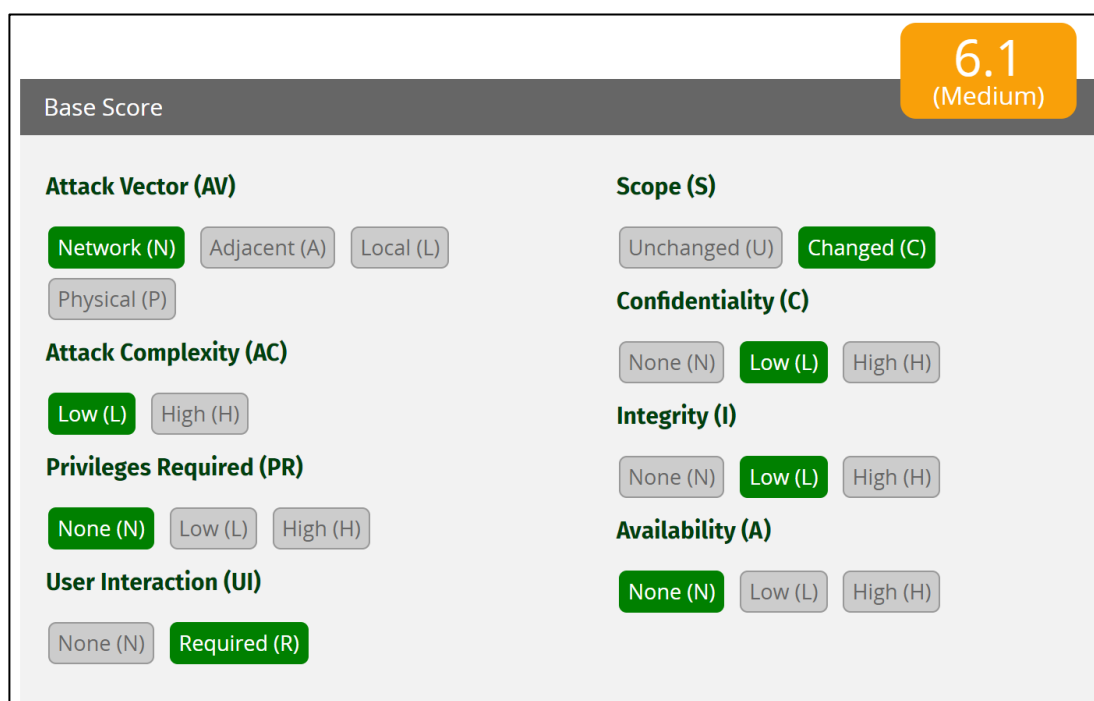 6.1
(Medium)
Base Score
Attack Vector (AV)
Network (N) Adjacent (A) Local (L)
Physical (P)
Attack Complexity (AC)
Low (L) High (H)
Privileges Required (PR)
None (N) Low (L) High (H)
User Interaction (UI)
None (N) Required (R)
Scope (S)
Unchanged (U) Changed (C)
Confidentiality (C)
None (N) Low (L) High (H)
Integrity (I)
None (N) Low (L) High (H)
Availability (A)
None (N) Low (L) High (H)